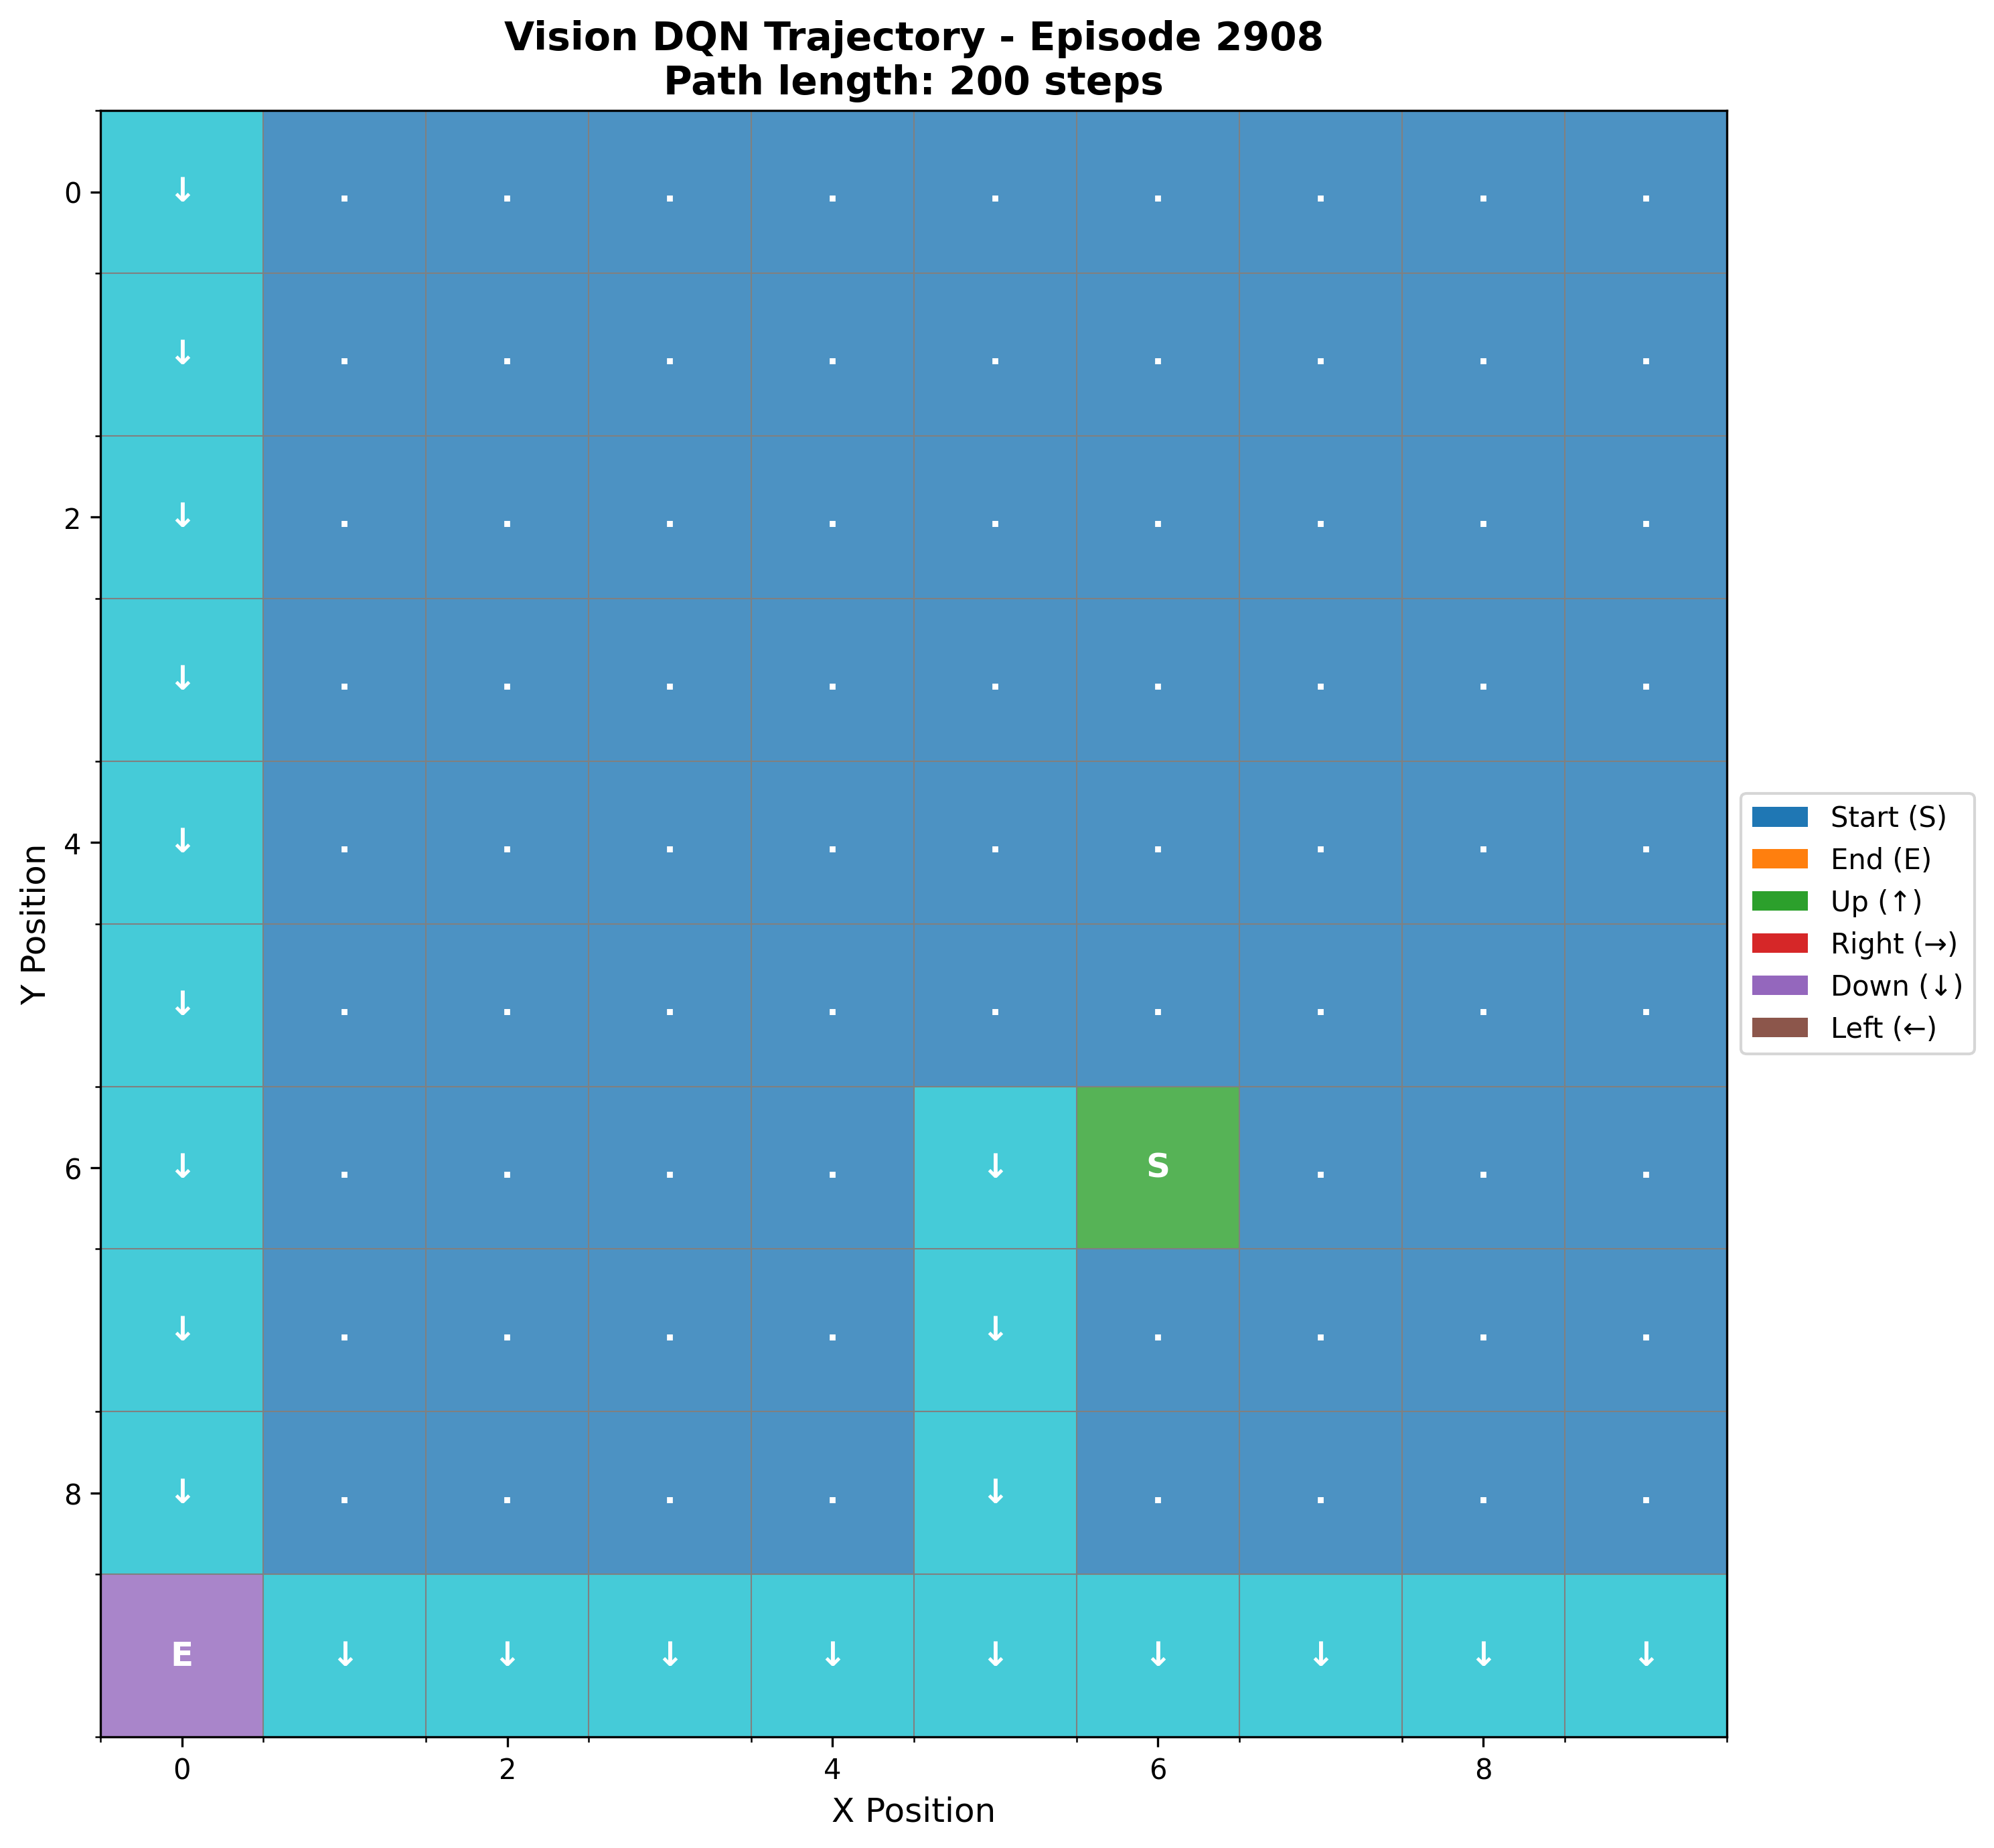 Vision DQN Trajectory - Episode 2908
Path length: 200 steps
0 ↓ . . . . . . . . .
↓ . . . . . . . . .
2 ↓ . . . . . . . . .
↓ . . . . . . . . .
4 ↓ . . . . . . . . .
↓ . . . . . . . . .
6 ↓ . . . . ↓ S . . .
↓ . . . . ↓ . . . .
8 ↓ . . . . ↓ . . . .
E ↓ ↓ ↓ ↓ ↓ ↓ ↓ ↓ ↓
0 2 4 6 8
X Position
Y Position
Start (S)
End (E)
Up (↑)
Right (→)
Down (↓)
Left (←)